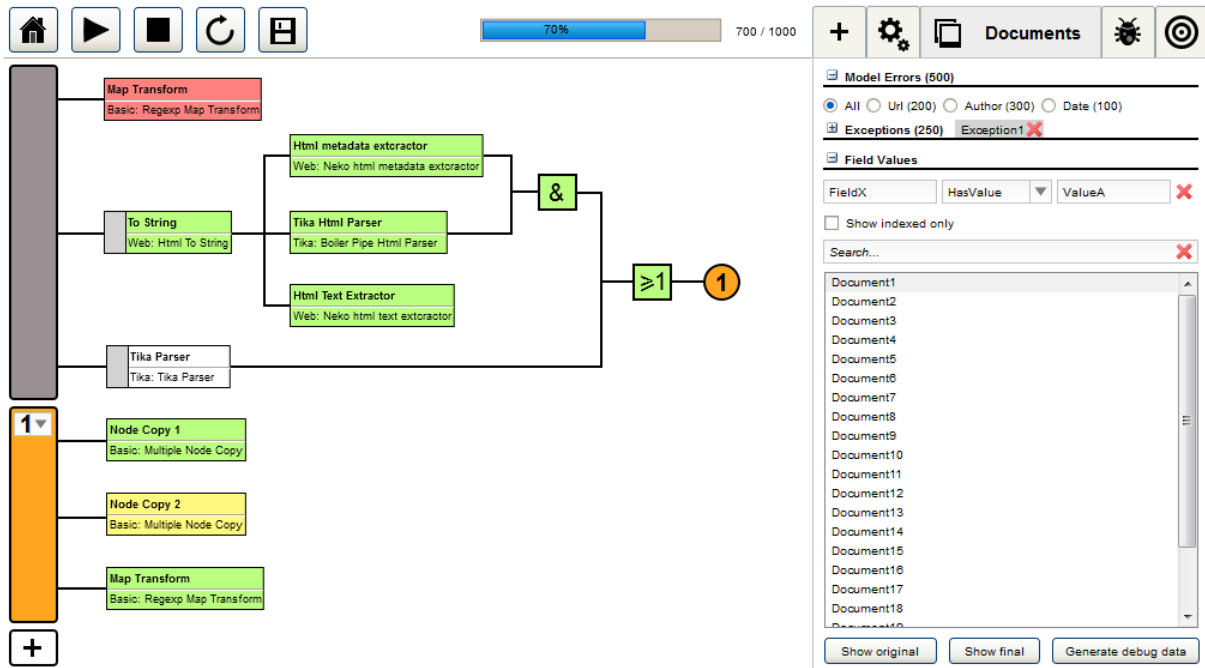 70%
700 / 1000
Documents
Map Transform
Basic: Regexp Map Transform
Html metadata extcractor
Web: Neko html metadata extcractor
&
To String
Web: Html To String
Tika Html Parser
Tika: Boiler Pipe Html Parser
⩾1
1
Html Text Extractor
Web: Neko html text extcractor
Tika Parser
Tika: Tika Parser
1
Node Copy 1
Basic: Multiple Node Copy
Node Copy 2
Basic: Multiple Node Copy
Map Transform
Basic: Regexp Map Transform
Model Errors (500)
All Url (200) Author (300) Date (100)
Exceptions (250) Exception1
Field Values
FieldX HasValue ValueA
Show indexed only
Search...
Document1
Document2
Document3
Document4
Document5
Document6
Document7
Document8
Document9
Document10
Document11
Document12
Document13
Document14
Document15
Document16
Document17
Document18
Document19
Show original Show final Generate debug data